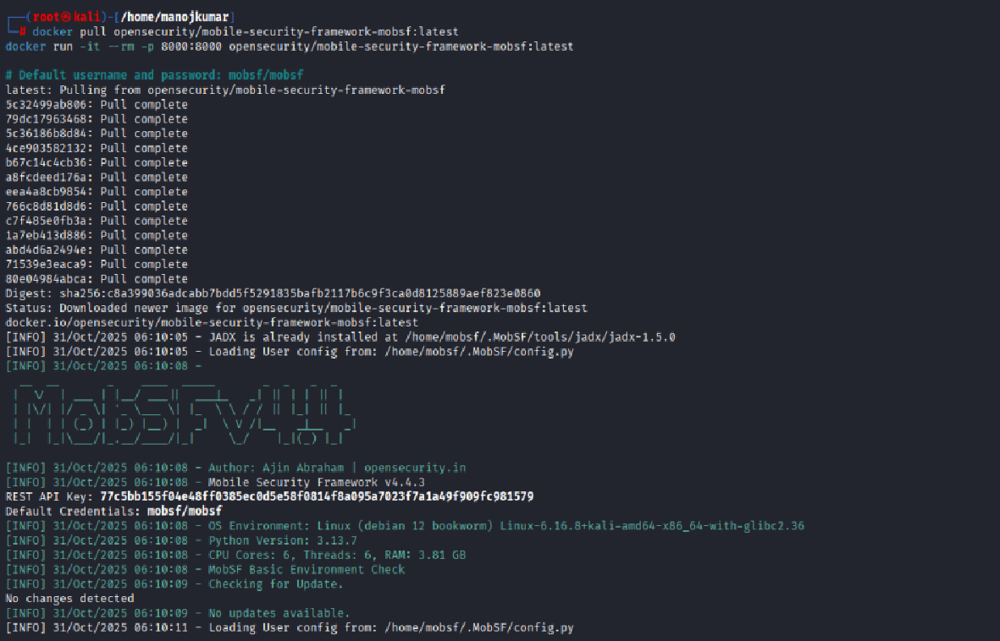 ┌──(root㉿kali)-[/home/manojkumar]
└─# docker pull opensecurity/mobile-security-framework-mobsf:latest
docker run -it --rm -p 8000:8000 opensecurity/mobile-security-framework-mobsf:latest
# Default username and password: mobsf/mobsf
latest: Pulling from opensecurity/mobile-security-framework-mobsf
5c32499ab806: Pull complete
79dc17963468: Pull complete
5c36186b8d84: Pull complete
4ce903582132: Pull complete
b67c14c4cb36: Pull complete
a8fcdeed176a: Pull complete
eea4a8cb9854: Pull complete
766c8d81d8d6: Pull complete
c7f485e0fb3a: Pull complete
1a7eb413d886: Pull complete
abd4d6a2494e: Pull complete
71539e3eaca9: Pull complete
80e04984abca: Pull complete
Digest: sha256:c8a399036adcabb7bdd5f5291835bafb2117b6c9f3ca0d8125889aef823e0860
Status: Downloaded newer image for opensecurity/mobile-security-framework-mobsf:latest
docker.io/opensecurity/mobile-security-framework-mobsf:latest
[INFO] 31/Oct/2025 06:10:05 - JADX is already installed at /home/mobsf/.MobSF/tools/jadx/jadx-1.5.0
[INFO] 31/Oct/2025 06:10:05 - Loading User config from: /home/mobsf/.MobSF/config.py
[INFO] 31/Oct/2025 06:10:08 -
MobSF v4.4
[INFO] 31/Oct/2025 06:10:08 - Author: Ajin Abraham | opensecurity.in
[INFO] 31/Oct/2025 06:10:08 - Mobile Security Framework v4.4.3
REST API Key: 77c5bb155f04e48ff0385ec0d5e58f0814f8a095a7023f7a1a49f909fc981579
Default Credentials: mobsf/mobsf
[INFO] 31/Oct/2025 06:10:08 - OS Environment: Linux (debian 12 bookworm) Linux-6.16.8+kali-amd64-x86_64-with-glibc2.36
[INFO] 31/Oct/2025 06:10:08 - Python Version: 3.13.7
[INFO] 31/Oct/2025 06:10:08 - CPU Cores: 6, Threads: 6, RAM: 3.81 GB
[INFO] 31/Oct/2025 06:10:08 - MobSF Basic Environment Check
[INFO] 31/Oct/2025 06:10:09 - Checking for Update.
No changes detected
[INFO] 31/Oct/2025 06:10:09 - No updates available.
[INFO] 31/Oct/2025 06:10:11 - Loading User config from: /home/mobsf/.MobSF/config.py